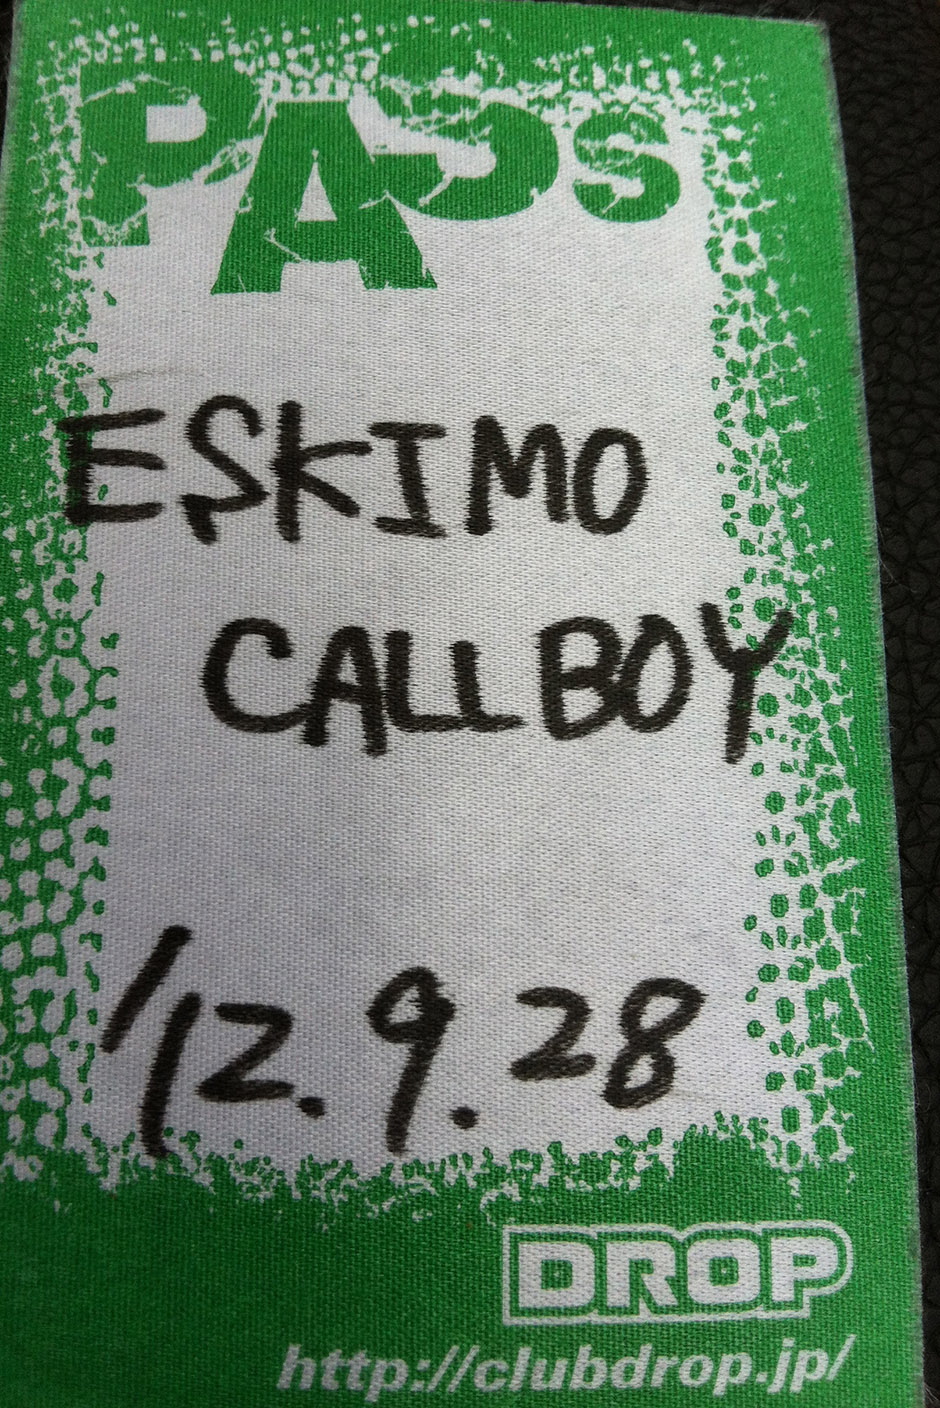 PASS
ESKIMO
CALLBOY
'12.9.28
DROP
http://clubdrop.jp/